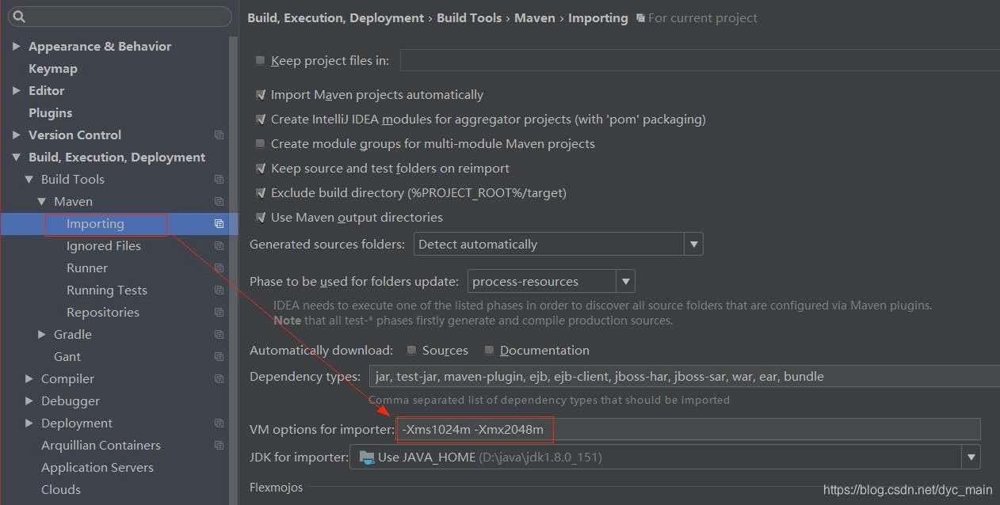 Appearance & Behavior
Keymap
Editor
Plugins
Version Control
Build, Execution, Deployment
Build Tools
Maven
Importing
Ignored Files
Runner
Running Tests
Repositories
Gradle
Gant
Compiler
Debugger
Deployment
Arquillian Containers
Application Servers
Clouds
Build, Execution, Deployment › Build Tools › Maven › Importing For current project
Keep project files in:
Import Maven projects automatically
Create IntelliJ IDEA modules for aggregator projects (with 'pom' packaging)
Create module groups for multi-module Maven projects
Keep source and test folders on reimport
Exclude build directory (%PROJECT_ROOT%/target)
Use Maven output directories
Generated sources folders: Detect automatically
Phase to be used for folders update: process-resources
IDEA needs to execute one of the listed phases in order to discover all source folders that are configured via Maven plugins.
Note that all test-* phases firstly generate and compile production sources.
Automatically download: Sources Documentation
Dependency types: jar, test-jar, maven-plugin, ejb, ejb-client, jboss-har, jboss-sar, war, ear, bundle
Comma separated list of dependency types that should be imported
VM options for importer: -Xms1024m -Xmx2048m
JDK for importer: Use JAVA_HOME (D:\java\jdk1.8.0_151)
Flexmojos
https://blog.csdn.net/dyc_main